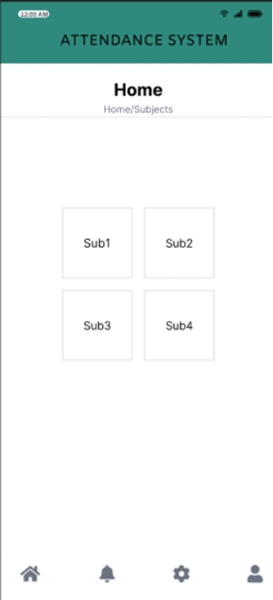 12:00 AM
ATTENDANCE SYSTEM
Home
Home/Subjects
Sub1 Sub2
Sub3 Sub4